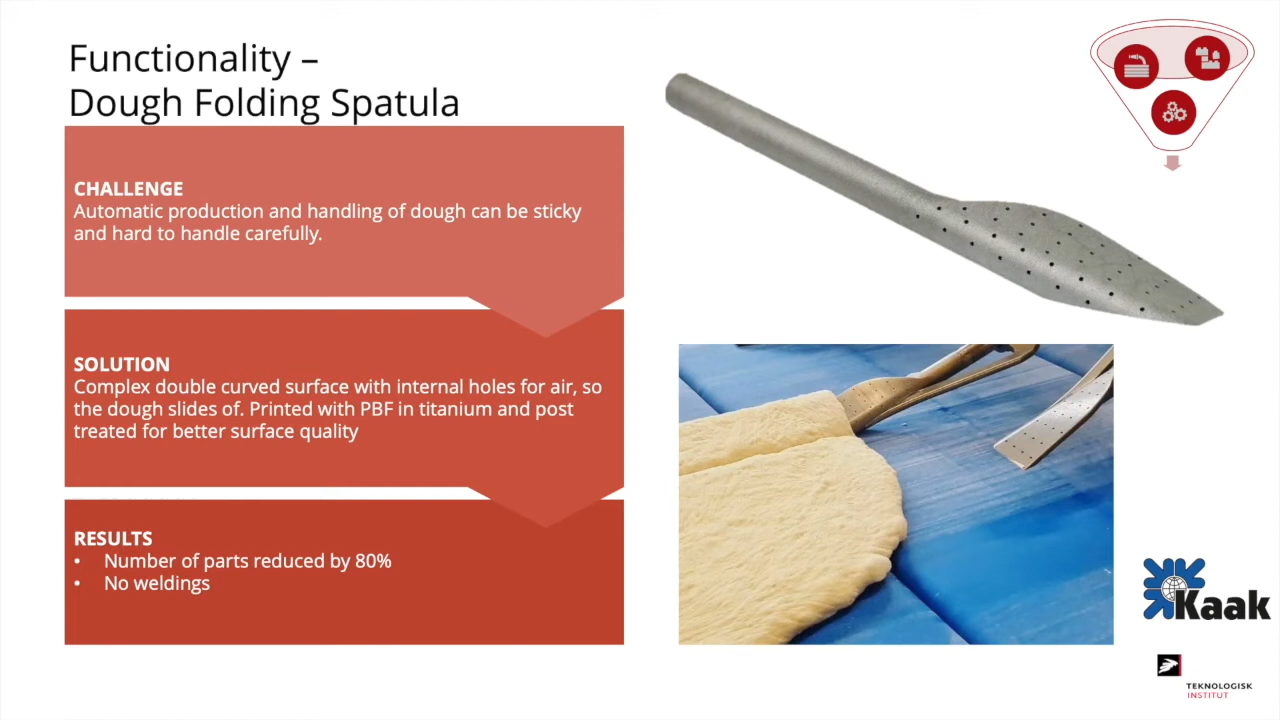 Functionality –
Dough Folding Spatula
CHALLENGE
Automatic production and handling of dough can be sticky
and hard to handle carefully.
SOLUTION
Complex double curved surface with internal holes for air, so
the dough slides of. Printed with PBF in titanium and post
treated for better surface quality
RESULTS
• Number of parts reduced by 80%
• No weldings
Kaak
TEKNOLOGISK
INSTITUT